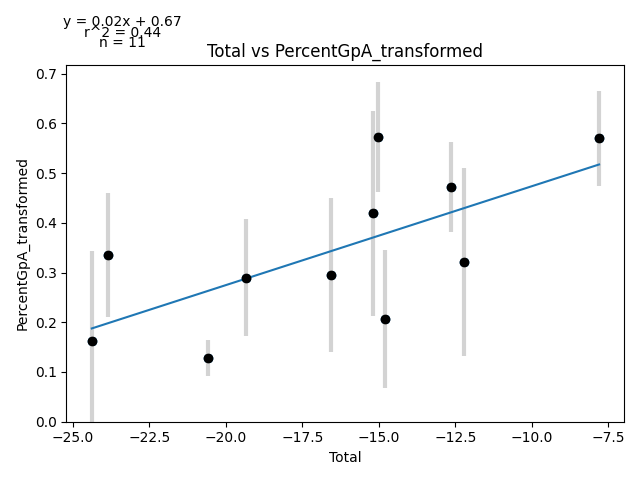 y = 0.02x + 0.67
r^2 = 0.44
n = 11
Total vs PercentGpA_transformed
PercentGpA_transformed
0.7
0.6
0.5
0.4
0.3
0.2
0.1
0.0
−25.0 −22.5 −20.0 −17.5 −15.0 −12.5 −10.0 −7.5
Total